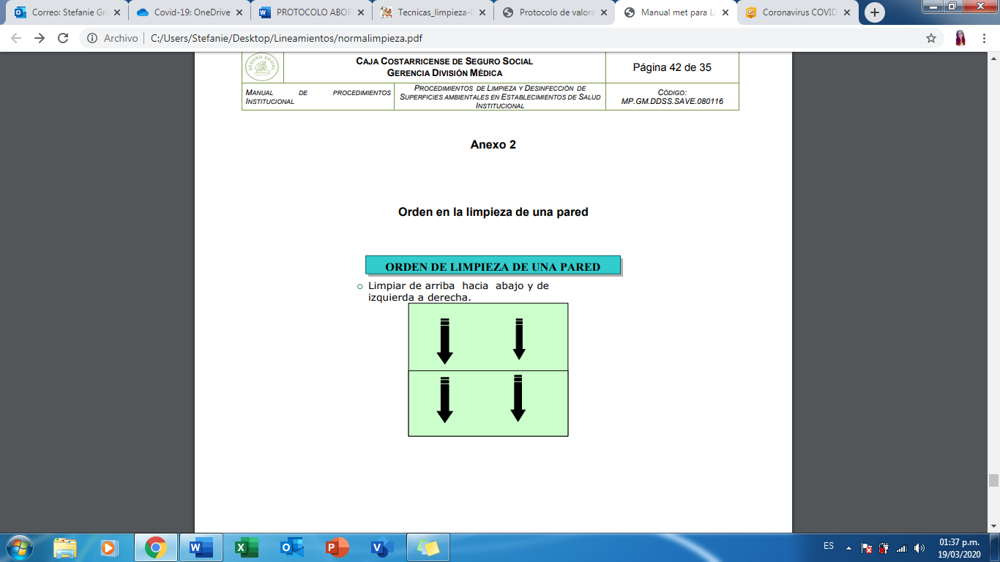 Correo: Stefanie Gr
Covid-19: OneDrive
PROTOCOLO ABOR
Tecnicas_limpieza-
Protocolo de valora
Manual met para Li
Coronavirus COVID
Archivo
C:/Users/Stefanie/Desktop/Lineamientos/normalimpieza.pdf
CAJA COSTARRICENSE DE SEGURO SOCIAL
GERENCIA DIVISIÓN MÉDICA
Página 42 de 35
MANUAL DE PROCEDIMIENTOS
INSTITUCIONAL
PROCEDIMIENTOS DE LIMPIEZA Y DESINFECCIÓN DE
SUPERFICIES AMBIENTALES EN ESTABLECIMIENTOS DE SALUD
INSTITUCIONAL
CÓDIGO:
MP.GM.DDSS.SAVE.080116
Anexo 2
Orden en la limpieza de una pared
ORDEN DE LIMPIEZA DE UNA PARED
Limpiar de arriba hacia abajo y de
izquierda a derecha.
ES
01:37 p.m.
19/03/2020